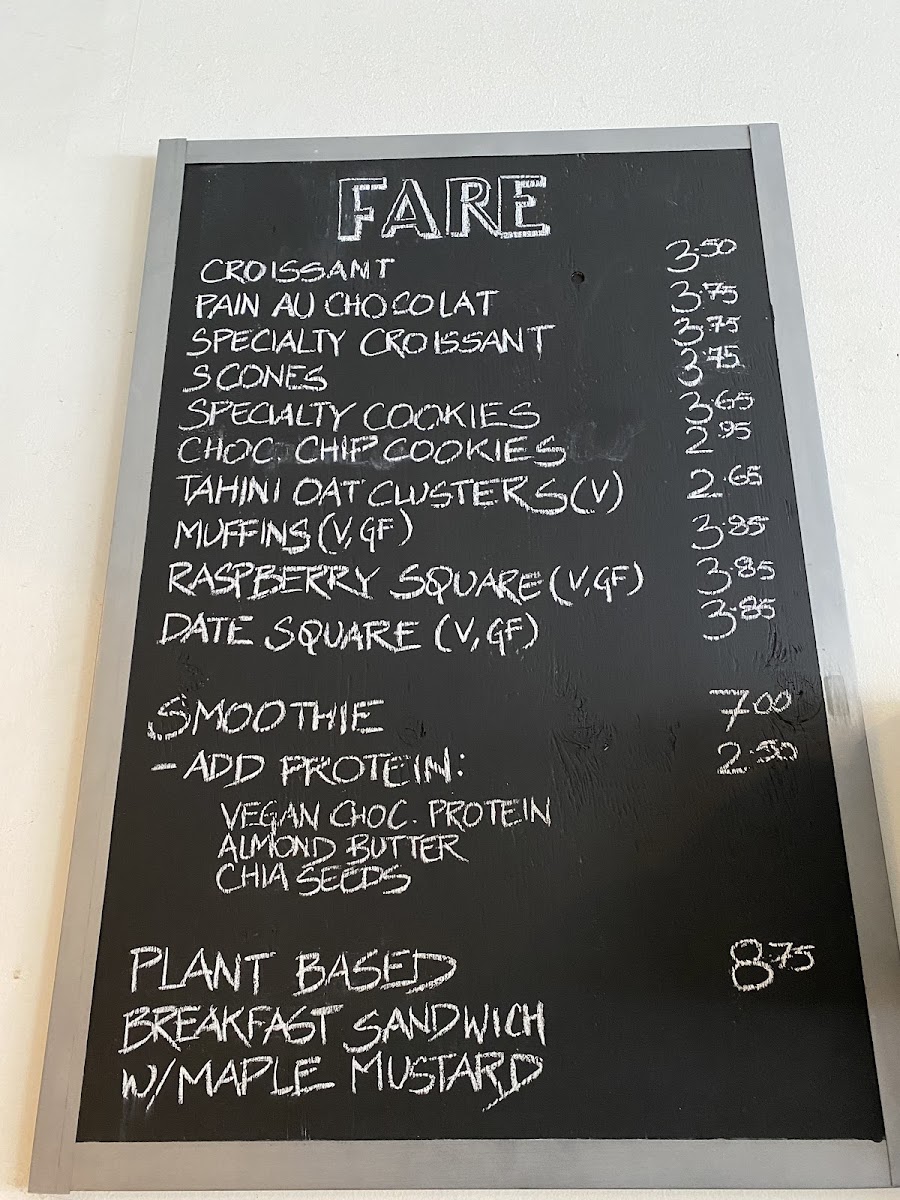 FARE
CROISSANT 3.50
PAIN AU CHOCOLAT 3.75
SPECIALTY CROISSANT 3.75
SCONES 3.75
SPECIALTY COOKIES 3.65
CHOC. CHIP COOKIES 2.95
TAHINI OAT CLUSTERS (V) 2.65
MUFFINS (V, GF) 3.85
RASPBERRY SQUARE (V, GF) 3.85
DATE SQUARE (V, GF) 3.85
SMOOTHIE 7.00
- ADD PROTEIN: 2.50
VEGAN CHOC. PROTEIN
ALMOND BUTTER
CHIA SEEDS
PLANT BASED 8.75
BREAKFAST SANDWICH
W/ MAPLE MUSTARD